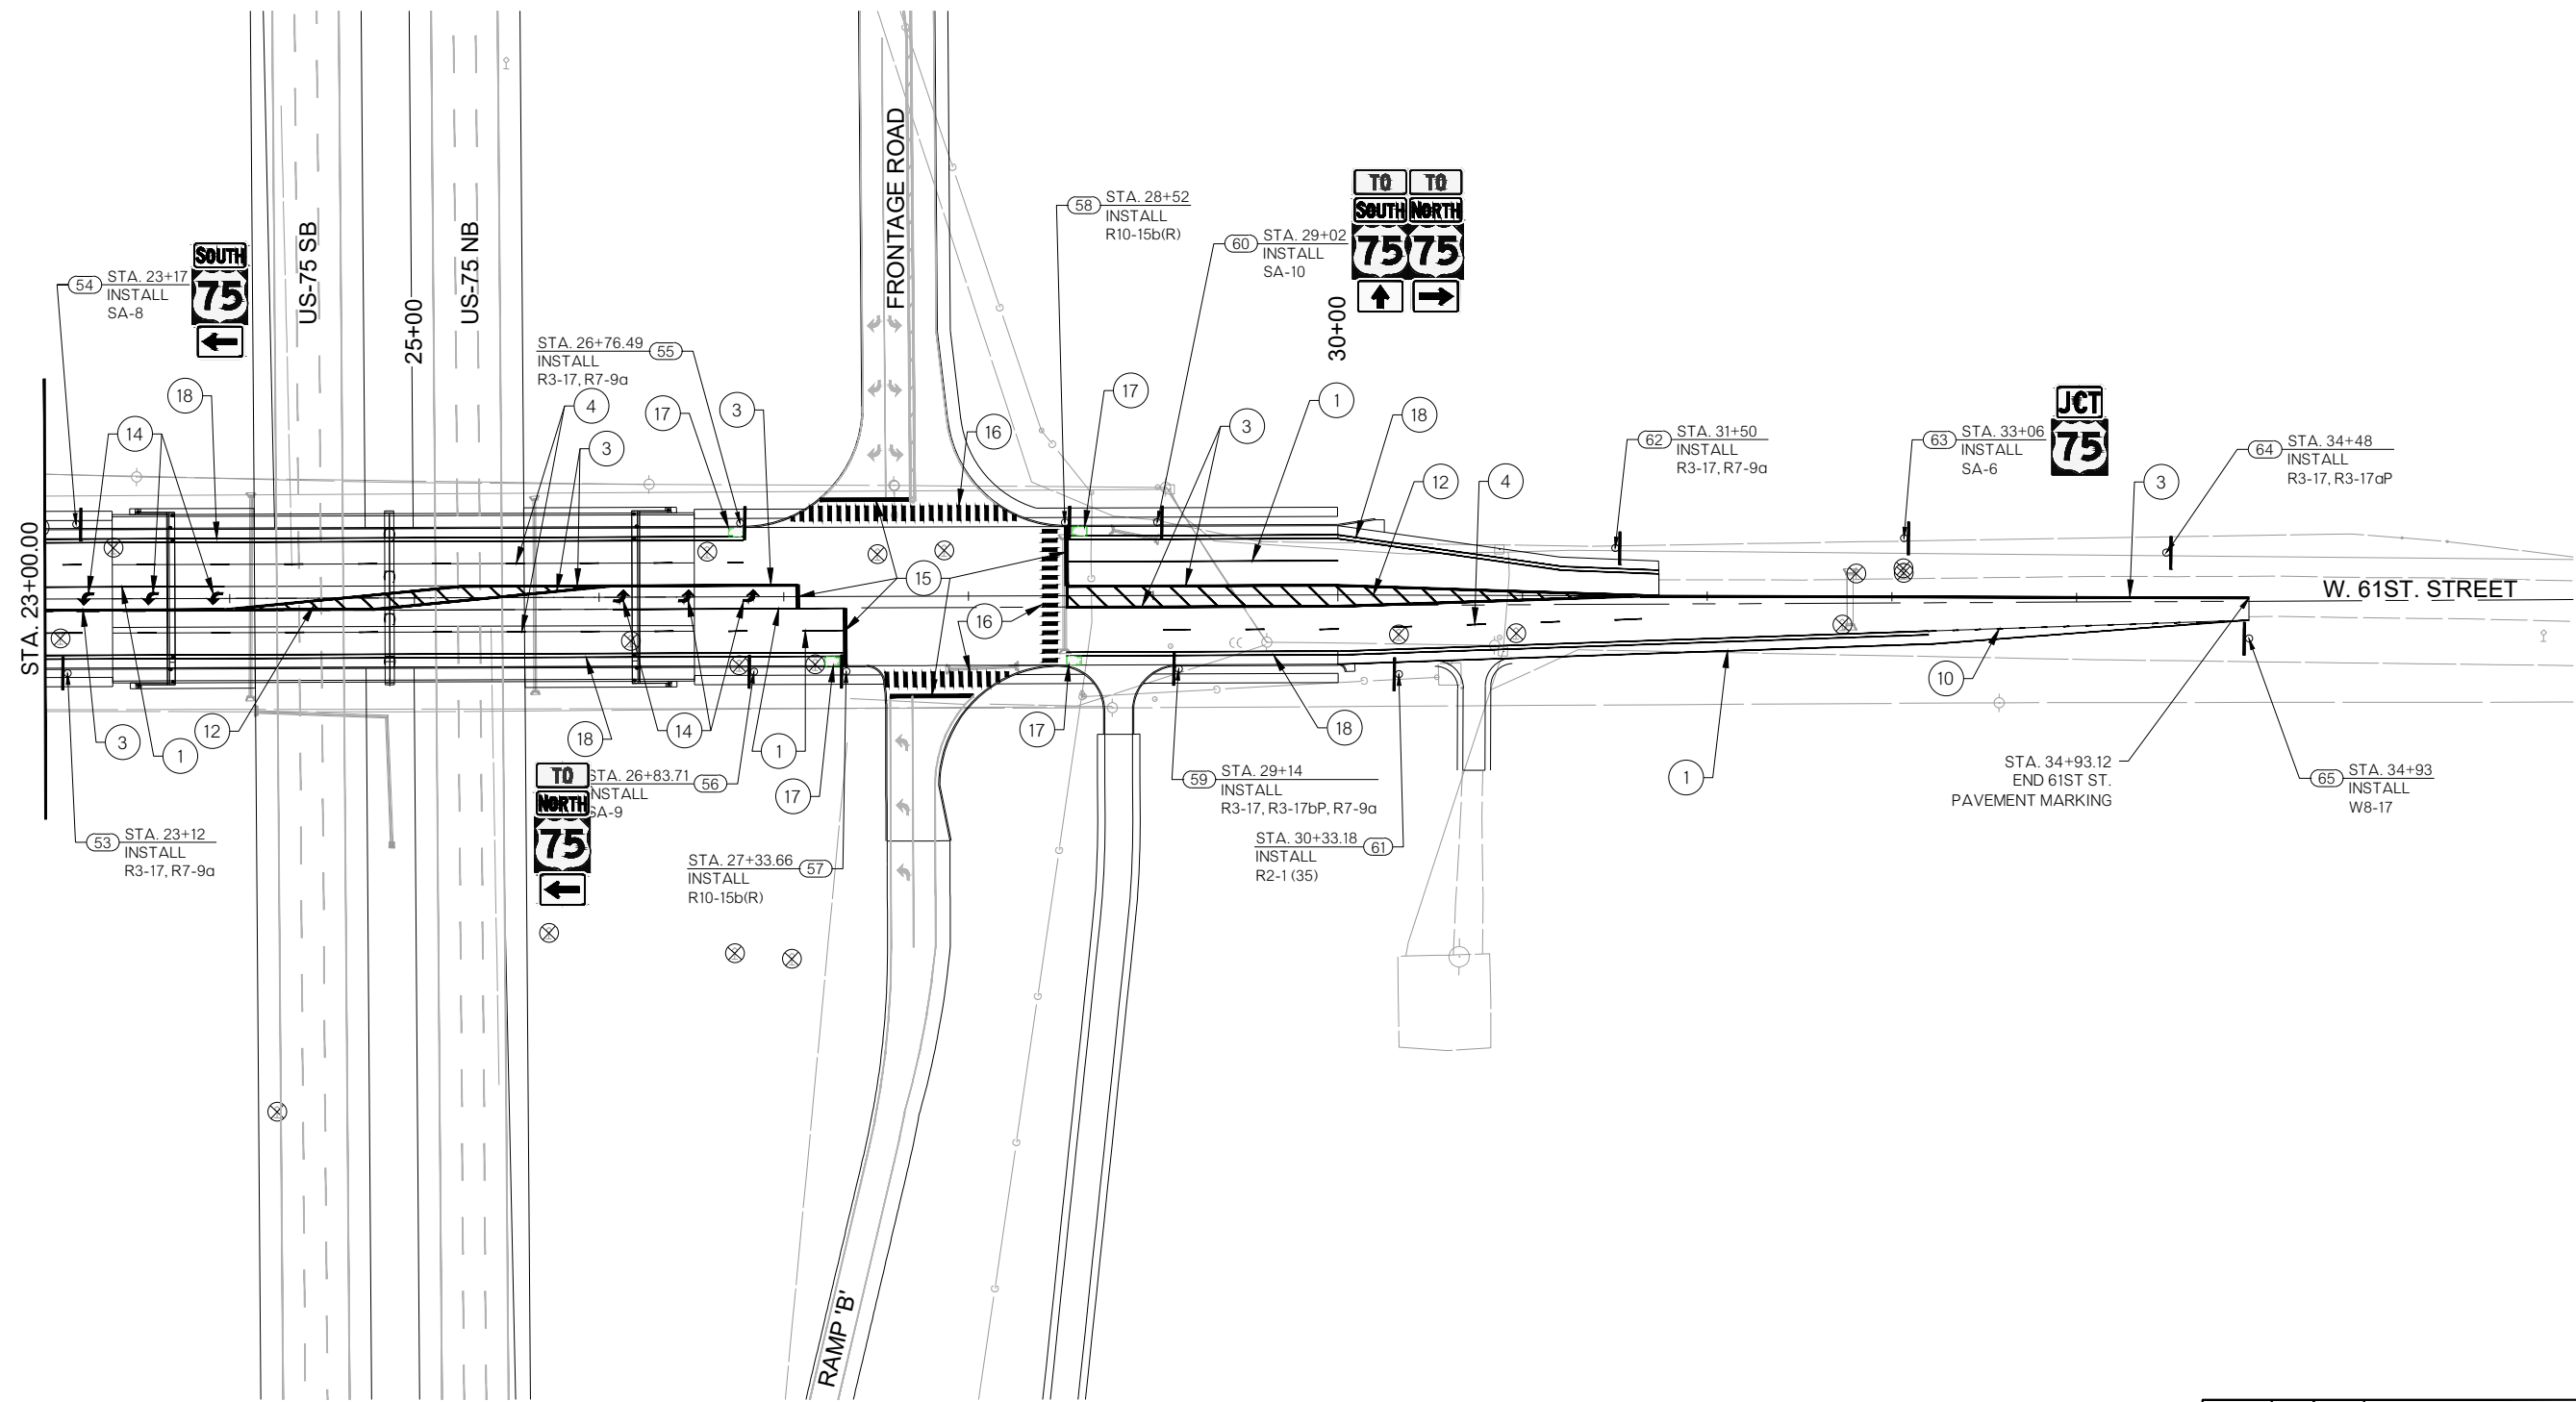 FRONTAGE ROAD
US-75 SB
US-75 NB
25+00
30+00
58
STA. 28+52
INSTALL
R10-15b(R)
60
STA. 29+02
INSTALL
SA-10
TO
TO
SOUTH
NORTH
75
75
54
STA. 23+17
INSTALL
SA-8
SOUTH
75
STA. 26+76.49
55
INSTALL
R3-17, R7-9a
18
14
4
3
17
3
16
17
1
3
18
12
4
62
STA. 31+50
INSTALL
R3-17, R7-9a
63
STA. 33+06
INSTALL
SA-6
JCT
75
64
STA. 34+48
INSTALL
R3-17, R3-17aP
3
STA. 23+00.00
15
16
W. 61ST. STREET
3
1
12
18
14
1
17
17
18
10
1
TO
NORTH
75
STA. 26+83.71
56
INSTALL
SA-9
53
STA. 23+12
INSTALL
R3-17, R7-9a
STA. 27+33.66
57
INSTALL
R10-15b(R)
59
STA. 29+14
INSTALL
R3-17, R3-17bP, R7-9a
STA. 30+33.18
61
INSTALL
R2-1 (35)
STA. 34+93.12
END 61ST ST.
PAVEMENT MARKING
65
STA. 34+93
INSTALL
W8-17
RAMP 'B'